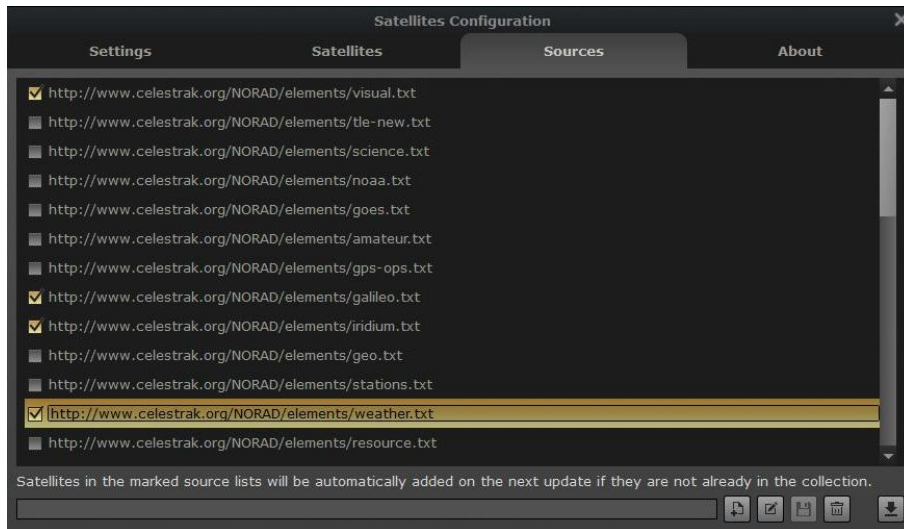 Satellites Configuration
Settings Satellites Sources About
http://www.celestrak.org/NORAD/elements/visual.txt
http://www.celestrak.org/NORAD/elements/tle-new.txt
http://www.celestrak.org/NORAD/elements/science.txt
http://www.celestrak.org/NORAD/elements/noaa.txt
http://www.celestrak.org/NORAD/elements/goes.txt
http://www.celestrak.org/NORAD/elements/amateur.txt
http://www.celestrak.org/NORAD/elements/gps-ops.txt
http://www.celestrak.org/NORAD/elements/galileo.txt
http://www.celestrak.org/NORAD/elements/iridium.txt
http://www.celestrak.org/NORAD/elements/geo.txt
http://www.celestrak.org/NORAD/elements/stations.txt
http://www.celestrak.org/NORAD/elements/weather.txt
http://www.celestrak.org/NORAD/elements/resource.txt
Satellites in the marked source lists will be automatically added on the next update if they are not already in the collection.